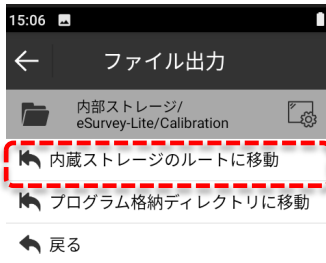 15:06
ファイル出力
内部ストレージ/
eSurvey-Lite/Calibration
内蔵ストレージのルートに移動
プログラム格納ディレクトリに移動
戻る